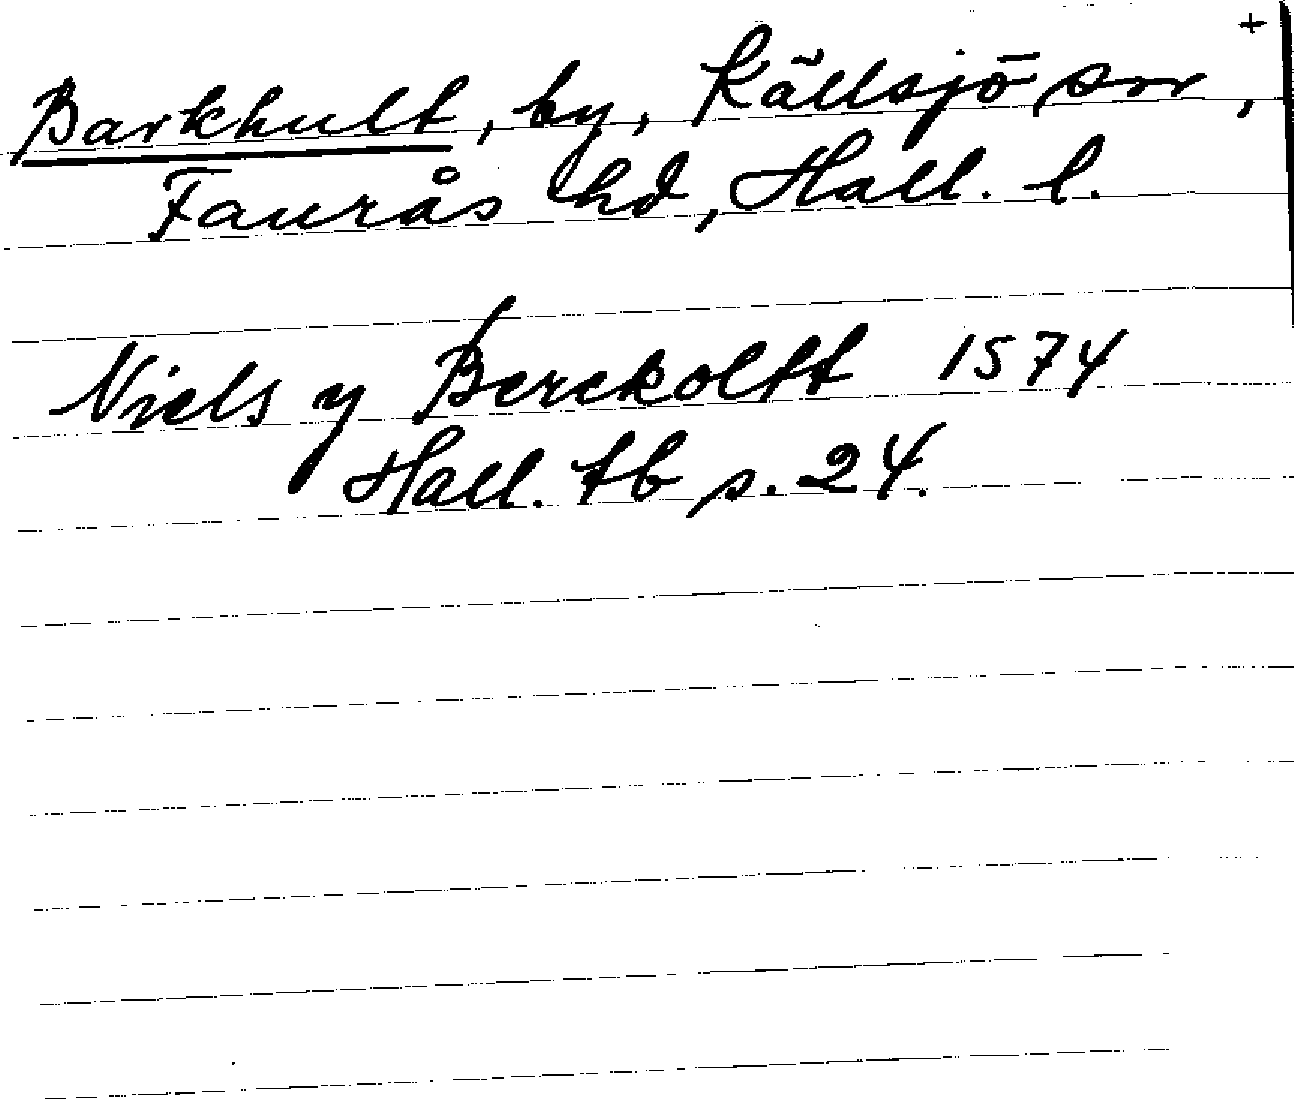 +
Barkhult, by, Källsjö sn,
Faurås hd, Hall. l.
Niels y Berckoltt 1574
Hall. tb s. 24.